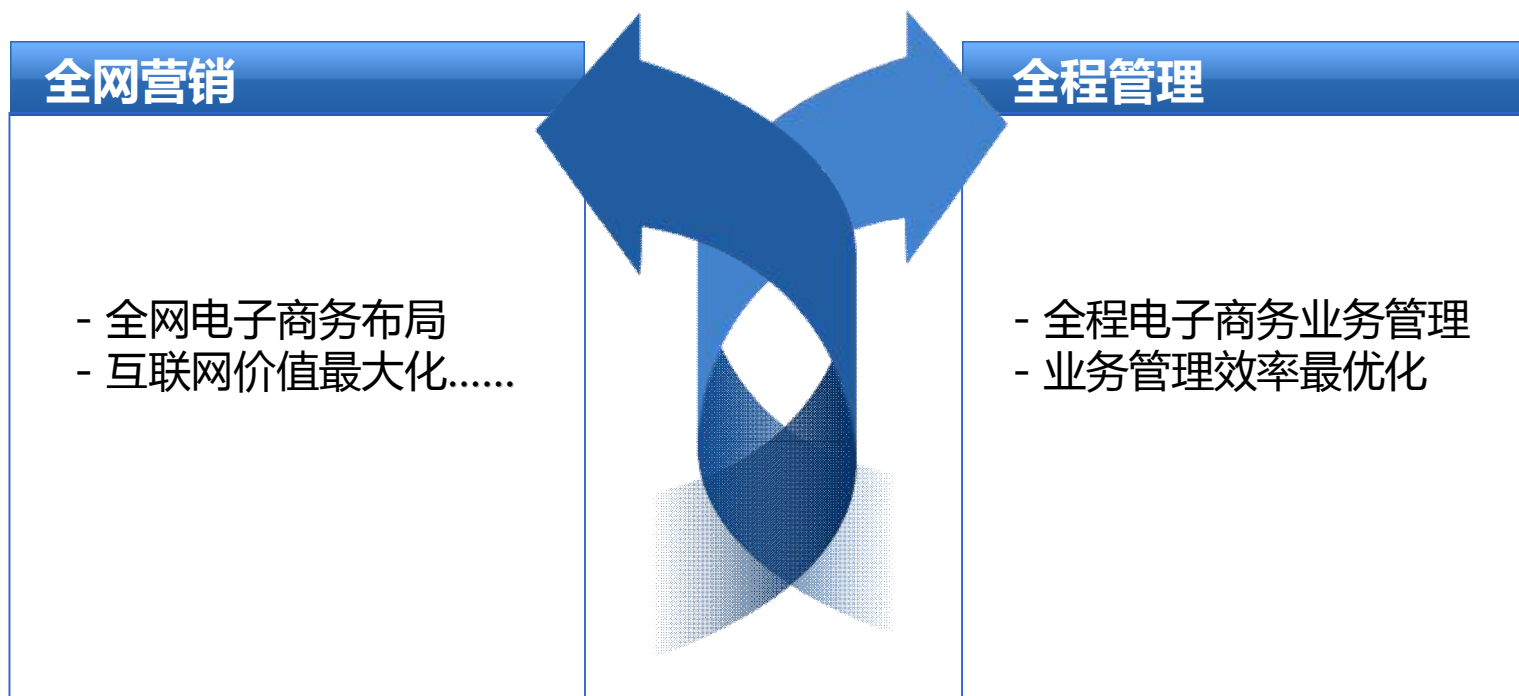 全网营销
- 全网电子商务布局
- 互联网价值最大化......
全程管理
- 全程电子商务业务管理
- 业务管理效率最优化